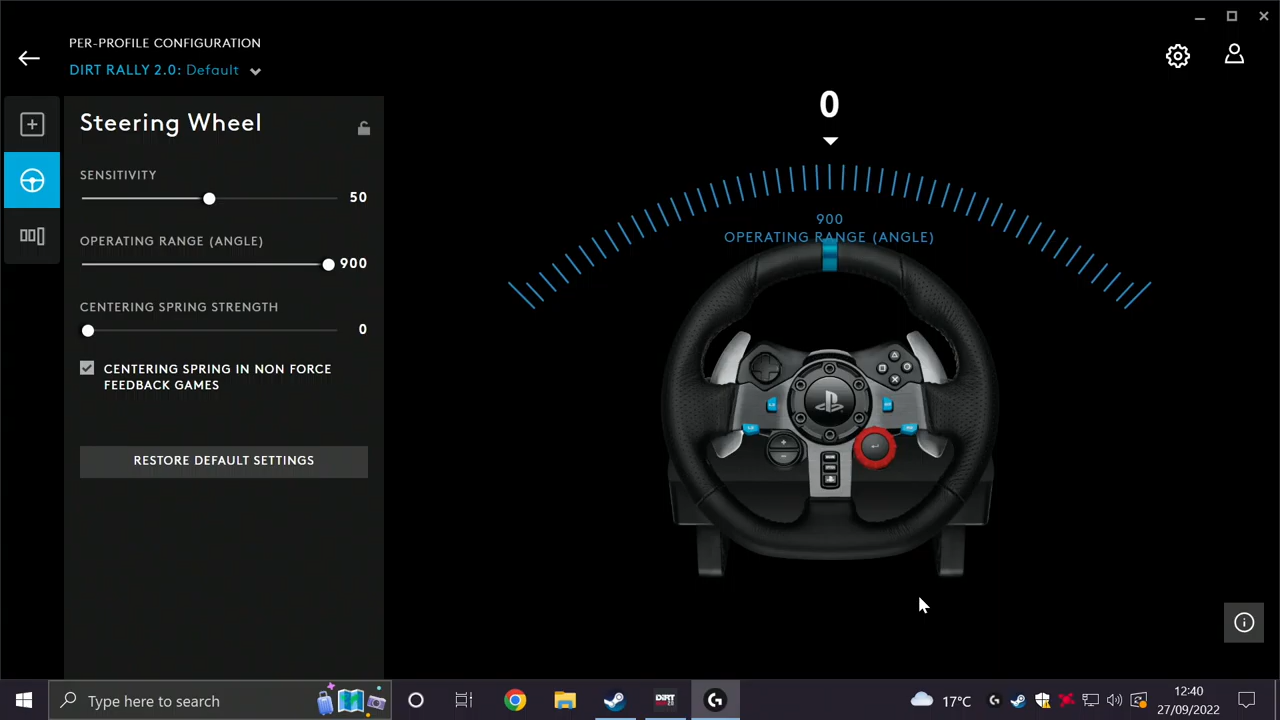 PER-PROFILE CONFIGURATION
DIRT RALLY 2.0: Default
Steering Wheel
SENSITIVITY
50
OPERATING RANGE (ANGLE)
900
CENTERING SPRING STRENGTH
0
CENTERING SPRING IN NON FORCE
FEEDBACK GAMES
RESTORE DEFAULT SETTINGS
0
900
OPERATING RANGE (ANGLE)
Type here to search
17°C
12:40
27/09/2022